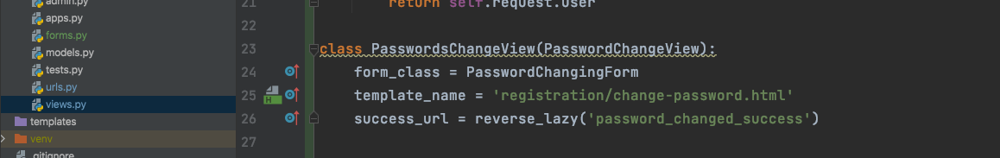 admin.py
apps.py
forms.py
models.py
tests.py
urls.py
views.py
templates
venv
.gitignore
21 return self.request.user
22
23 class PasswordsChangeView(PasswordChangeView):
24 form_class = PasswordChangingForm
25 template_name = 'registration/change-password.html'
26 success_url = reverse_lazy('password_changed_success')
27